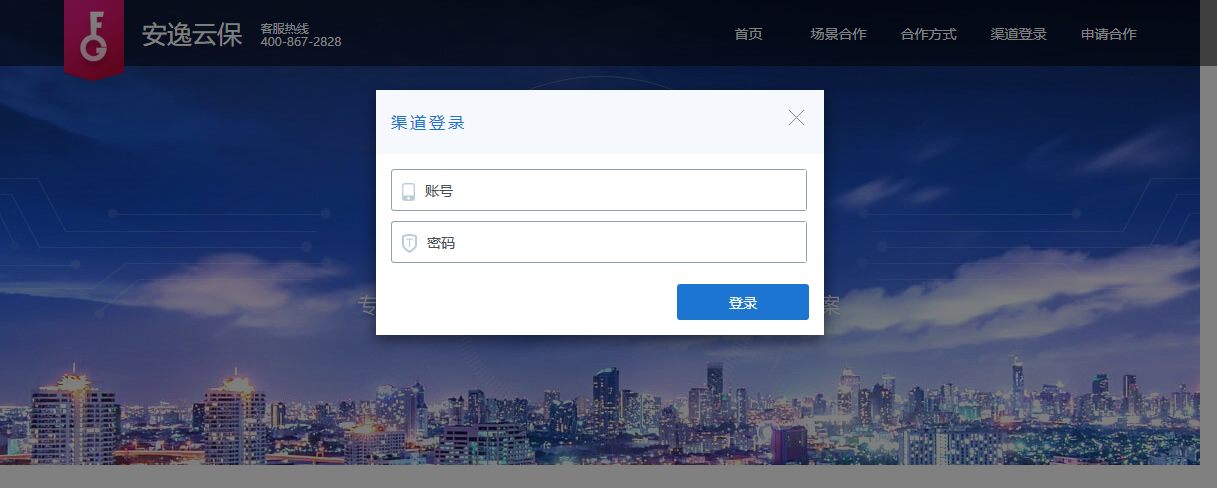 安逸云保
客服热线
400-867-2828
首页
场景合作
合作方式
渠道登录
申请合作
渠道登录
账号
密码
专
案
登录